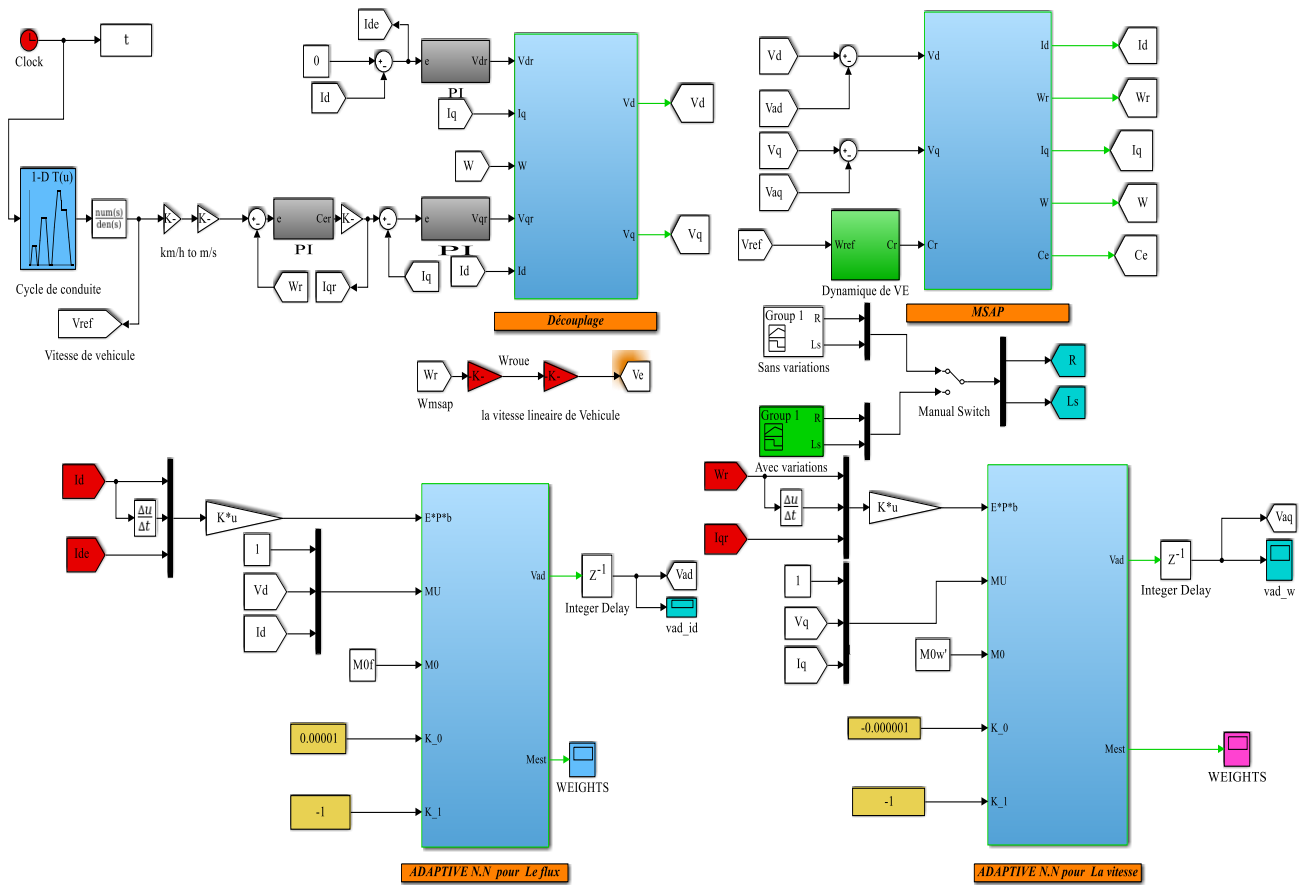 Clock
t
1-D T(u)
Cycle de conduite
num(s)
den(s)
Vref
Vitesse de vehicule
K-
K-
km/h to m/s
e
Cer
PI
K-
Wr
Iqr
Ide
0
Id
e
Vdr
PI
Iq
W
e
Vqr
PI
Iq
Id
Vdr
Iq
W
Vqr
Id
Vd
Vq
Vd
Vq
Découplage
Vd
Vad
Vq
Vaq
Vref
Wref
Cr
Dynamique de VE
Vd
Vq
Cr
Id
Wr
Iq
W
Ce
Id
Wr
Iq
W
Ce
MSAP
Wr
Wmsap
K-
Wroue
K-
Ve
la vitesse lineaire de Vehicule
Group 1
R
Ls
Sans variations
Group 1
R
Ls
Avec variations
Manual Switch
R
Ls
Id
Δu
Δt
Ide
K*u
1
Vd
Id
M0f
0.00001
-1
E*P*b
MU
M0
K_0
K_1
Vad
Mest
Z-1
Integer Delay
Vad
vad_id
WEIGHTS
ADAPTIVE N.N pour Le flux
Wr
Δu
Δt
Iqr
K*u
1
Vq
Iq
M0w'
-0.000001
-1
E*P*b
MU
M0
K_0
K_1
Vad
Mest
Z-1
Integer Delay
Vaq
vad_w
WEIGHTS
ADAPTIVE N.N pour La vitesse